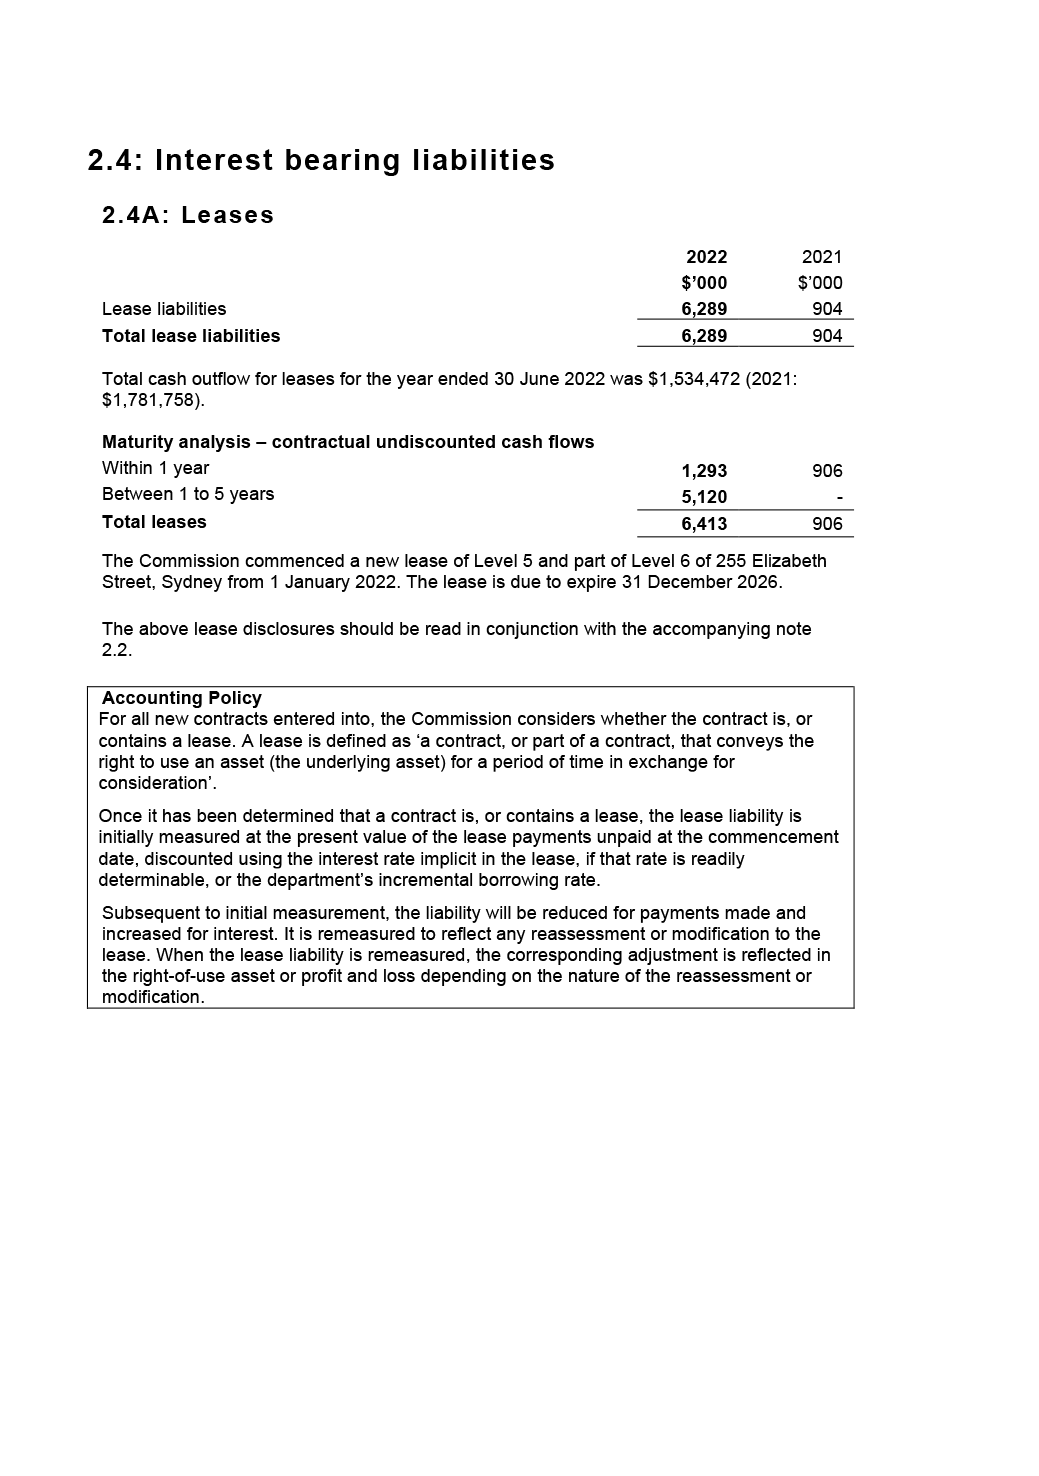 2.4: Interest bearing liabilities
2.4A: Leases
2022 2021
$’000 $’000
Lease liabilities 6,289 904
Total lease liabilities 6,289 904
Total cash outflow for leases for the year ended 30 June 2022 was $1,534,472 (2021:
$1,781,758).
Maturity analysis – contractual undiscounted cash flows
Within 1 year 1,293 906
Between 1 to 5 years 5,120 -
Total leases 6,413 906
The Commission commenced a new lease of Level 5 and part of Level 6 of 255 Elizabeth
Street, Sydney from 1 January 2022. The lease is due to expire 31 December 2026.
The above lease disclosures should be read in conjunction with the accompanying note
2.2.
Accounting Policy
For all new contracts entered into, the Commission considers whether the contract is, or
contains a lease. A lease is defined as ‘a contract, or part of a contract, that conveys the
right to use an asset (the underlying asset) for a period of time in exchange for
consideration’.
Once it has been determined that a contract is, or contains a lease, the lease liability is
initially measured at the present value of the lease payments unpaid at the commencement
date, discounted using the interest rate implicit in the lease, if that rate is readily
determinable, or the department’s incremental borrowing rate.
Subsequent to initial measurement, the liability will be reduced for payments made and
increased for interest. It is remeasured to reflect any reassessment or modification to the
lease. When the lease liability is remeasured, the corresponding adjustment is reflected in
the right-of-use asset or profit and loss depending on the nature of the reassessment or
modification.